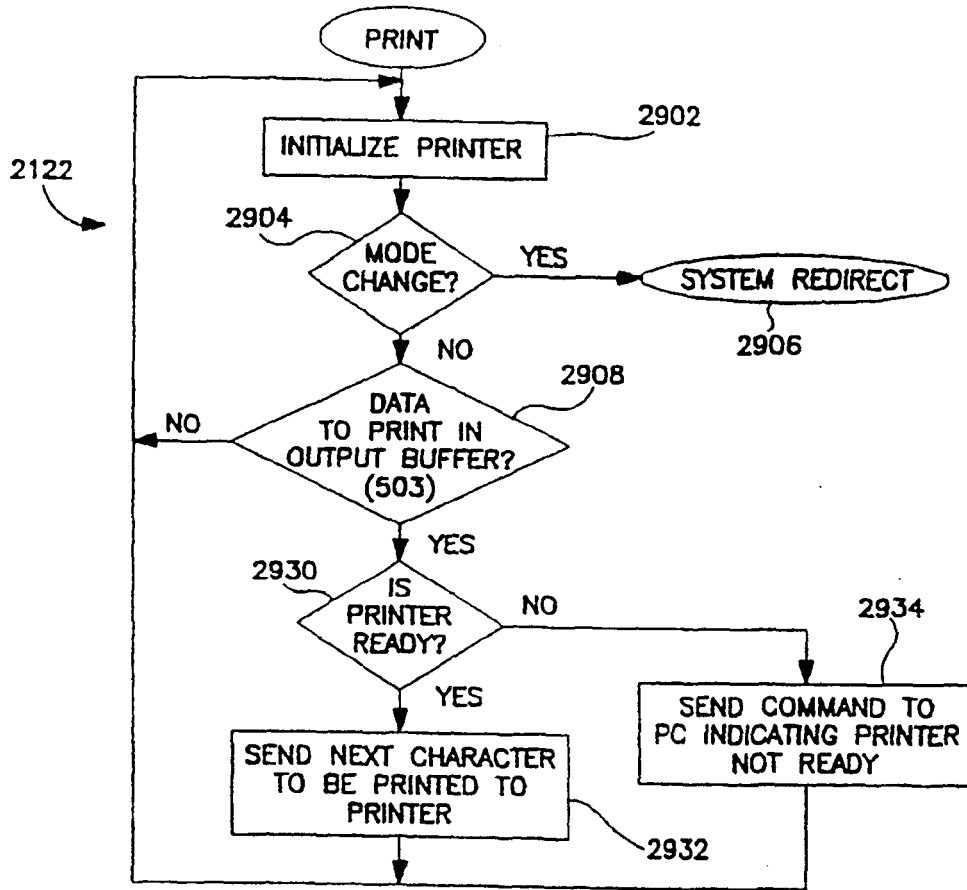 PRINT
2902
INITIALIZE PRINTER
2122
2904
MODE
CHANGE?
YES
SYSTEM REDIRECT
2906
NO
2908
DATA
TO PRINT IN
OUTPUT BUFFER?
(503)
NO
YES
2930
IS
PRINTER
READY?
NO
2934
YES
SEND COMMAND TO
PC INDICATING PRINTER
NOT READY
SEND NEXT CHARACTER
TO BE PRINTED TO
PRINTER
2932